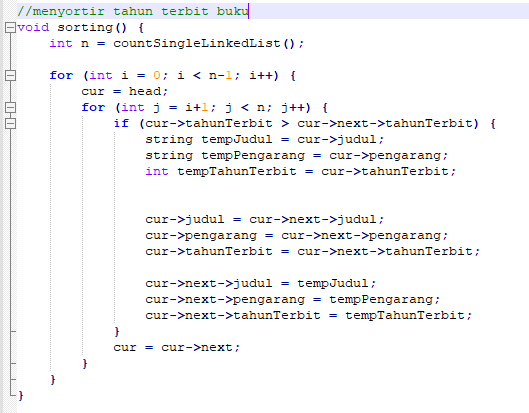 //menyortir tahun terbit buku
void sorting() {
int n = countSingleLinkedList();
for (int i = 0; i < n-1; i++) {
cur = head;
for (int j = i+1; j < n; j++) {
if (cur->tahunTerbit > cur->next->tahunTerbit) {
string tempJudul = cur->judul;
string tempPengarang = cur->pengarang;
int tempTahunTerbit = cur->tahunTerbit;
cur->judul = cur->next->judul;
cur->pengarang = cur->next->pengarang;
cur->tahunTerbit = cur->next->tahunTerbit;
cur->next->judul = tempJudul;
cur->next->pengarang = tempPengarang;
cur->next->tahunTerbit = tempTahunTerbit;
}
cur = cur->next;
}
}
}